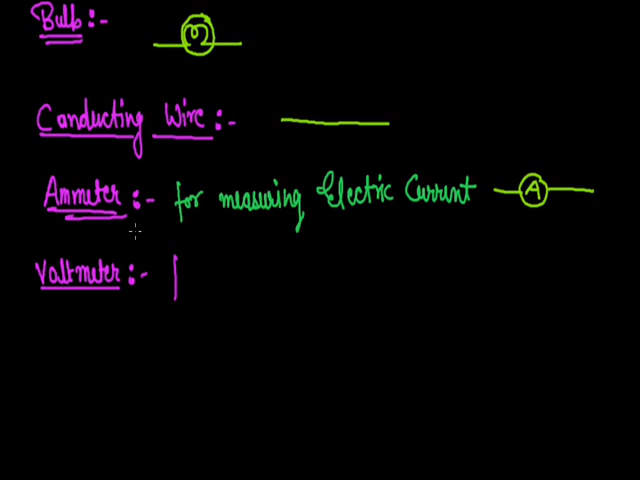 Bulb :-
Conducting Wire :-
Ammeter :- for measuring Electric Current A
Voltmeter :-